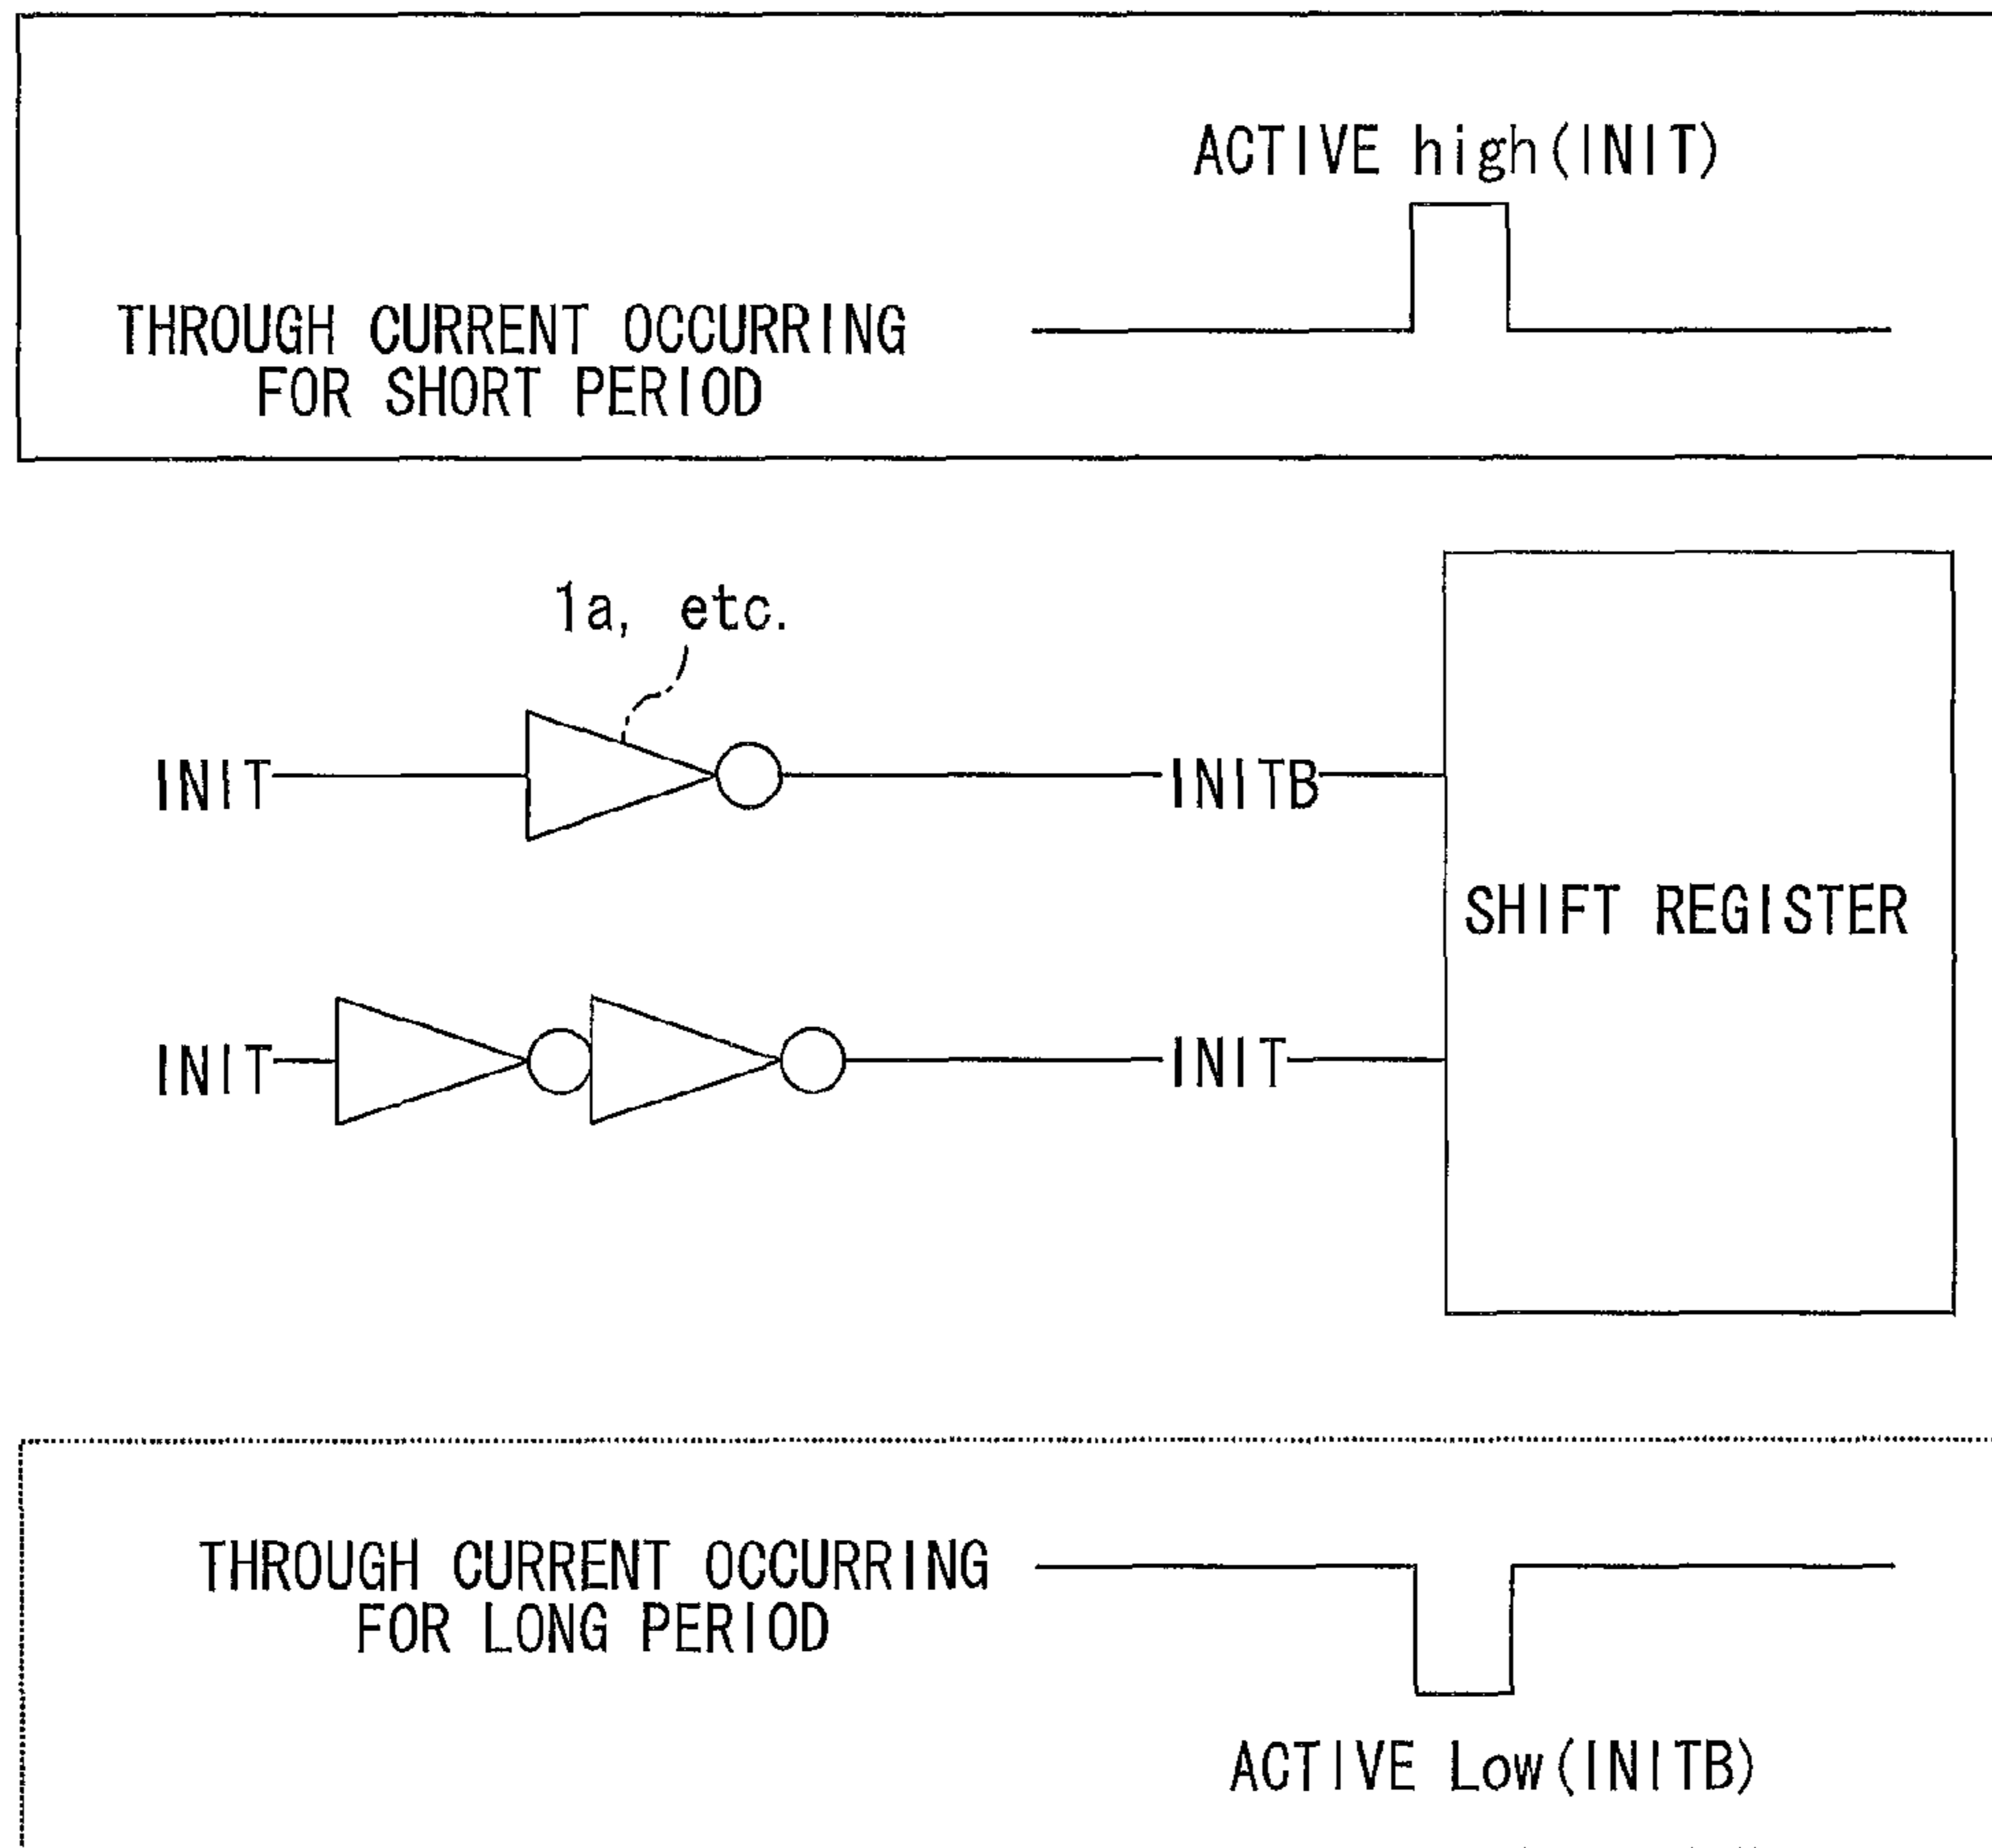 ACTIVE high(INIT)
THROUGH CURRENT OCCURRING
FOR SHORT PERIOD
1a, etc.
INIT
INITB
SHIFT REGISTER
INIT
INIT
THROUGH CURRENT OCCURRING
FOR LONG PERIOD
ACTIVE Low(INITB)